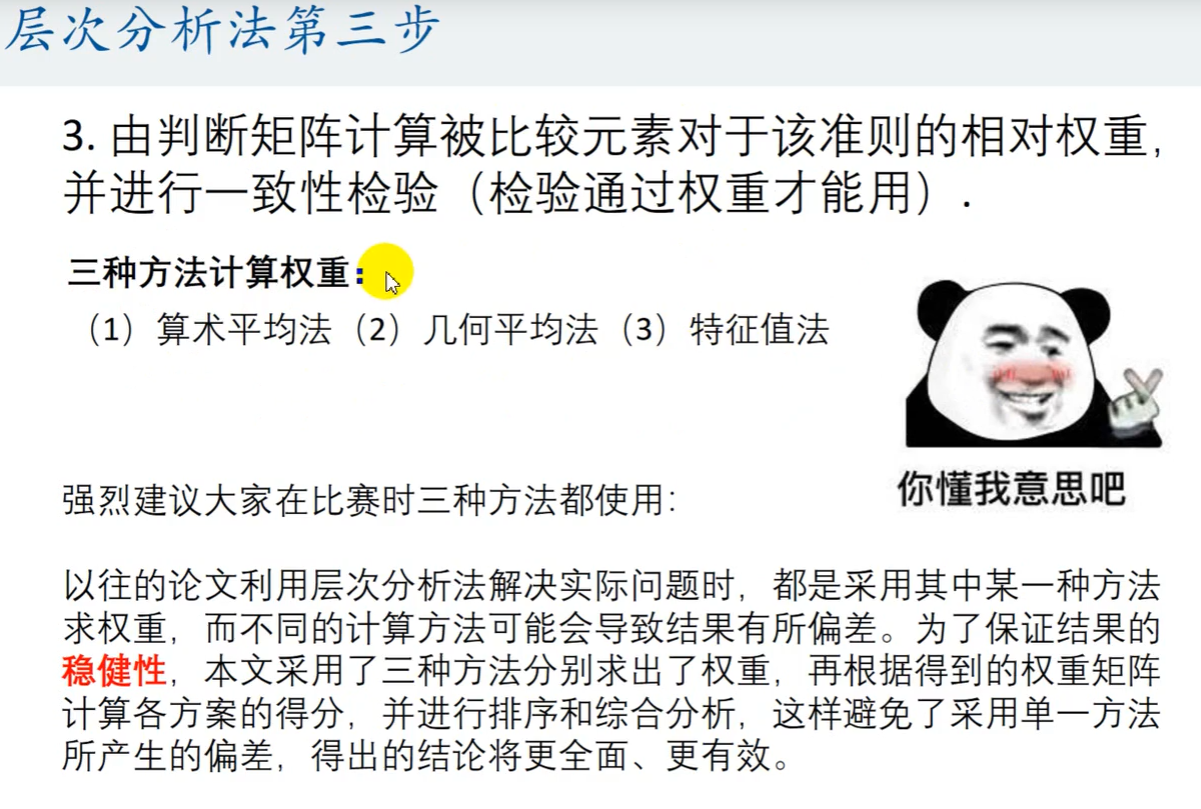 层次分析法第三步
3. 由判断矩阵计算被比较元素对于该准则的相对权重,
并进行一致性检验（检验通过权重才能用）.
三种方法计算权重:
（1）算术平均法（2）几何平均法（3）特征值法
你懂我意思吧
强烈建议大家在比赛时三种方法都使用:
以往的论文利用层次分析法解决实际问题时，都是采用其中某一种方法
求权重，而不同的计算方法可能会导致结果有所偏差。为了保证结果的
稳健性，本文采用了三种方法分别求出了权重，再根据得到的权重矩阵
计算各方案的得分，并进行排序和综合分析，这样避免了采用单一方法
所产生的偏差，得出的结论将更全面、更有效。